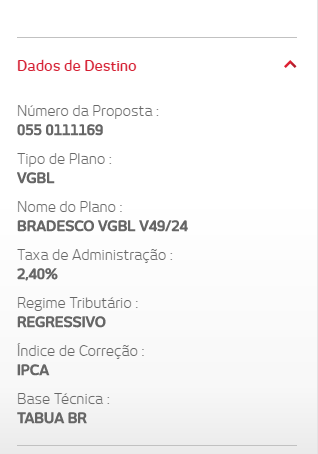 Dados de Destino
Número da Proposta :
055 0111169
Tipo de Plano :
VGBL
Nome do Plano :
BRADESCO VGBL V49/24
Taxa de Administração :
2,40%
Regime Tributário :
REGRESSIVO
Índice de Correção :
IPCA
Base Técnica :
TABUA BR